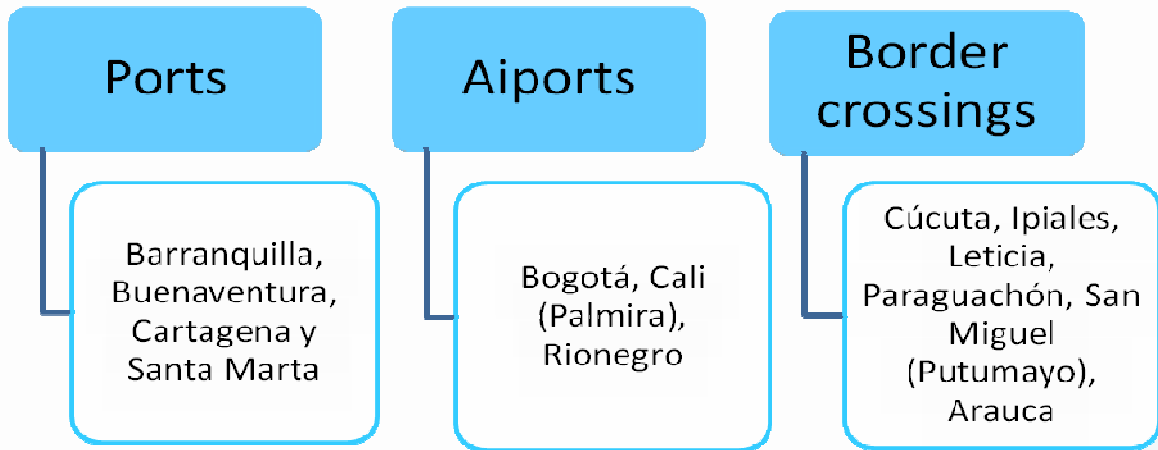 Ports
Barranquilla,
Buenaventura,
Cartagena y
Santa Marta
Aiports
Bogotá, Cali
(Palmira),
Rionegro
Border
crossings
Cúcuta, Ipiales,
Leticia,
Paraguachón, San
Miguel
(Putumayo),
Arauca